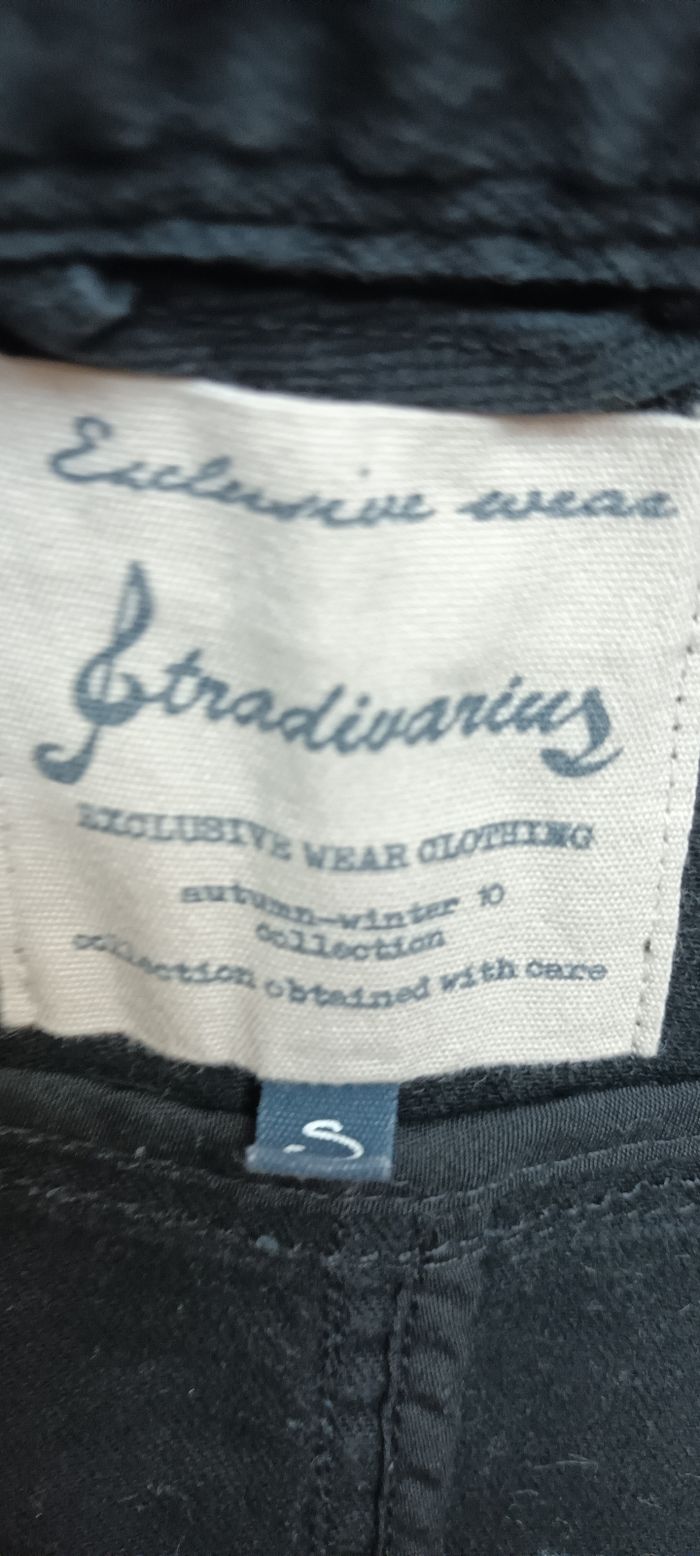 Exclusive wear
Stradivarius
EXCLUSIVE WEAR CLOTHING
autumn-winter 10
collection
collection obtained with care
S